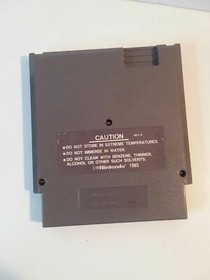 CAUTION
●DO NOT STORE IN EXTREME TEMPERATURES.
●DO NOT IMMERSE IN WATER.
●DO NOT CLEAN WITH BENZENE, THINNER,
ALCOHOL OR OTHER SUCH SOLVENTS.
©Nintendo 1985